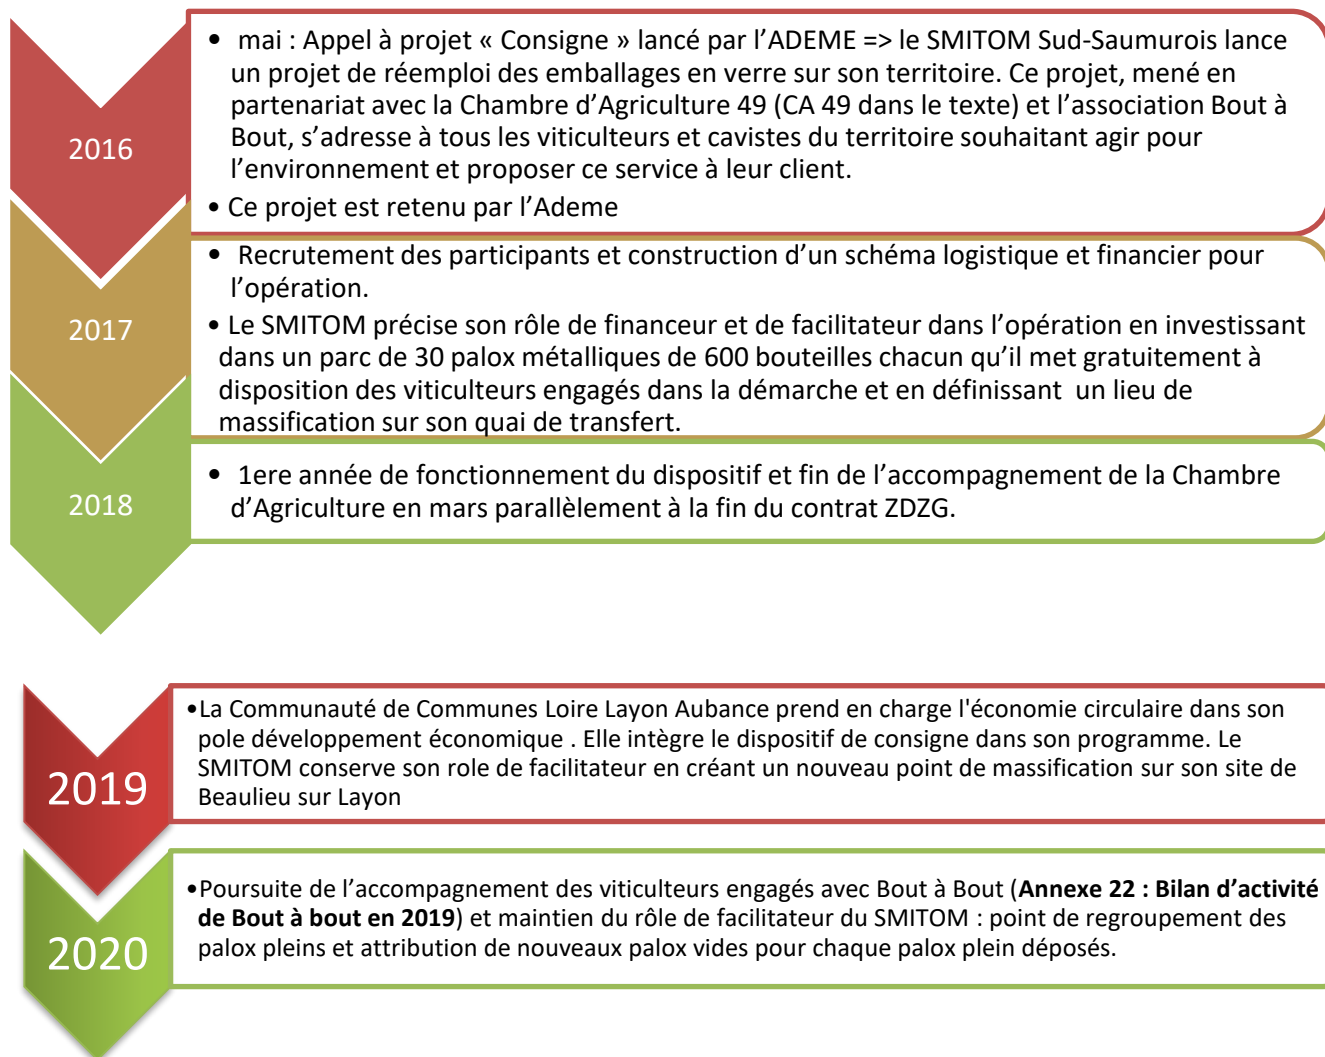 2016
• mai : Appel à projet « Consigne » lancé par l’ADEME => le SMITOM Sud-Saumurois lance
un projet de réemploi des emballages en verre sur son territoire. Ce projet, mené en
partenariat avec la Chambre d’Agriculture 49 (CA 49 dans le texte) et l’association Bout à
Bout, s’adresse à tous les viticulteurs et cavistes du territoire souhaitant agir pour
l’environnement et proposer ce service à leur client.
• Ce projet est retenu par l’Ademe
2017
• Recrutement des participants et construction d’un schéma logistique et financier pour
l’opération.
• Le SMITOM précise son rôle de financeur et de facilitateur dans l’opération en investissant
dans un parc de 30 palox métalliques de 600 bouteilles chacun qu’il met gratuitement à
disposition des viticulteurs engagés dans la démarche et en définissant un lieu de
massification sur son quai de transfert.
2018
• 1ere année de fonctionnement du dispositif et fin de l’accompagnement de la Chambre
d’Agriculture en mars parallèlement à la fin du contrat ZDZG.
2019
•La Communauté de Communes Loire Layon Aubance prend en charge l'économie circulaire dans son
pole développement économique . Elle intègre le dispositif de consigne dans son programme. Le
SMITOM conserve son role de facilitateur en créant un nouveau point de massification sur son site de
Beaulieu sur Layon
2020
•Poursuite de l’accompagnement des viticulteurs engagés avec Bout à Bout (Annexe 22 : Bilan d’activité
de Bout à bout en 2019) et maintien du rôle de facilitateur du SMITOM : point de regroupement des
palox pleins et attribution de nouveaux palox vides pour chaque palox plein déposés.